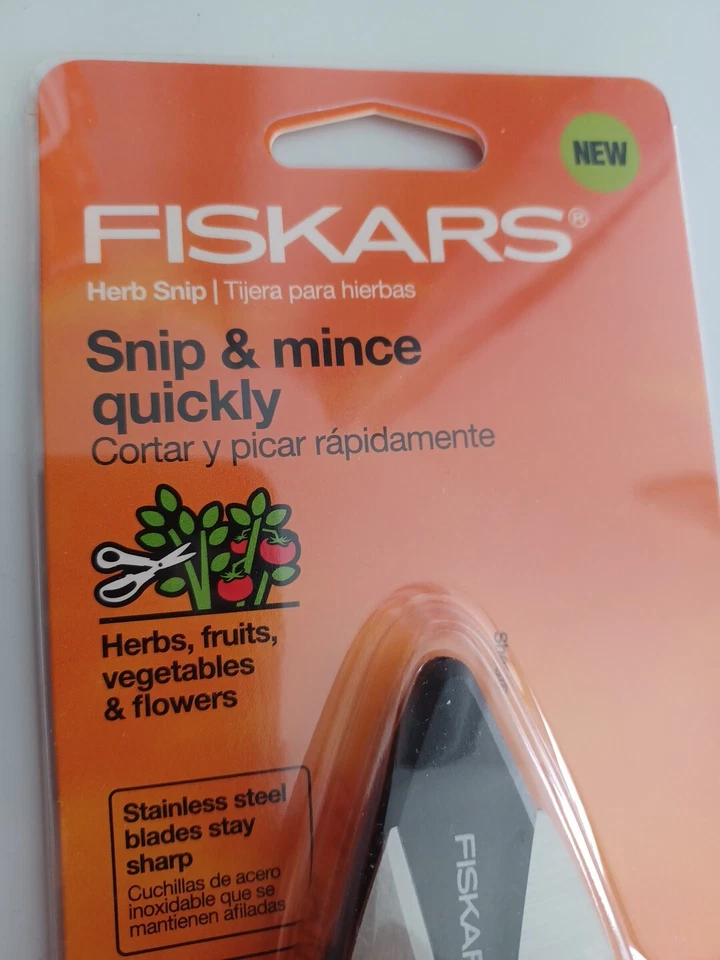 NEW
FISKARS®
Herb Snip | Tijera para hierbas
Snip & mince
quickly
Cortar y picar rápidamente
Herbs, fruits,
vegetables
& flowers
Stainless steel
blades stay
sharp
Cuchillas de acero
inoxidable que se
mantienen afiladas
FISKAR